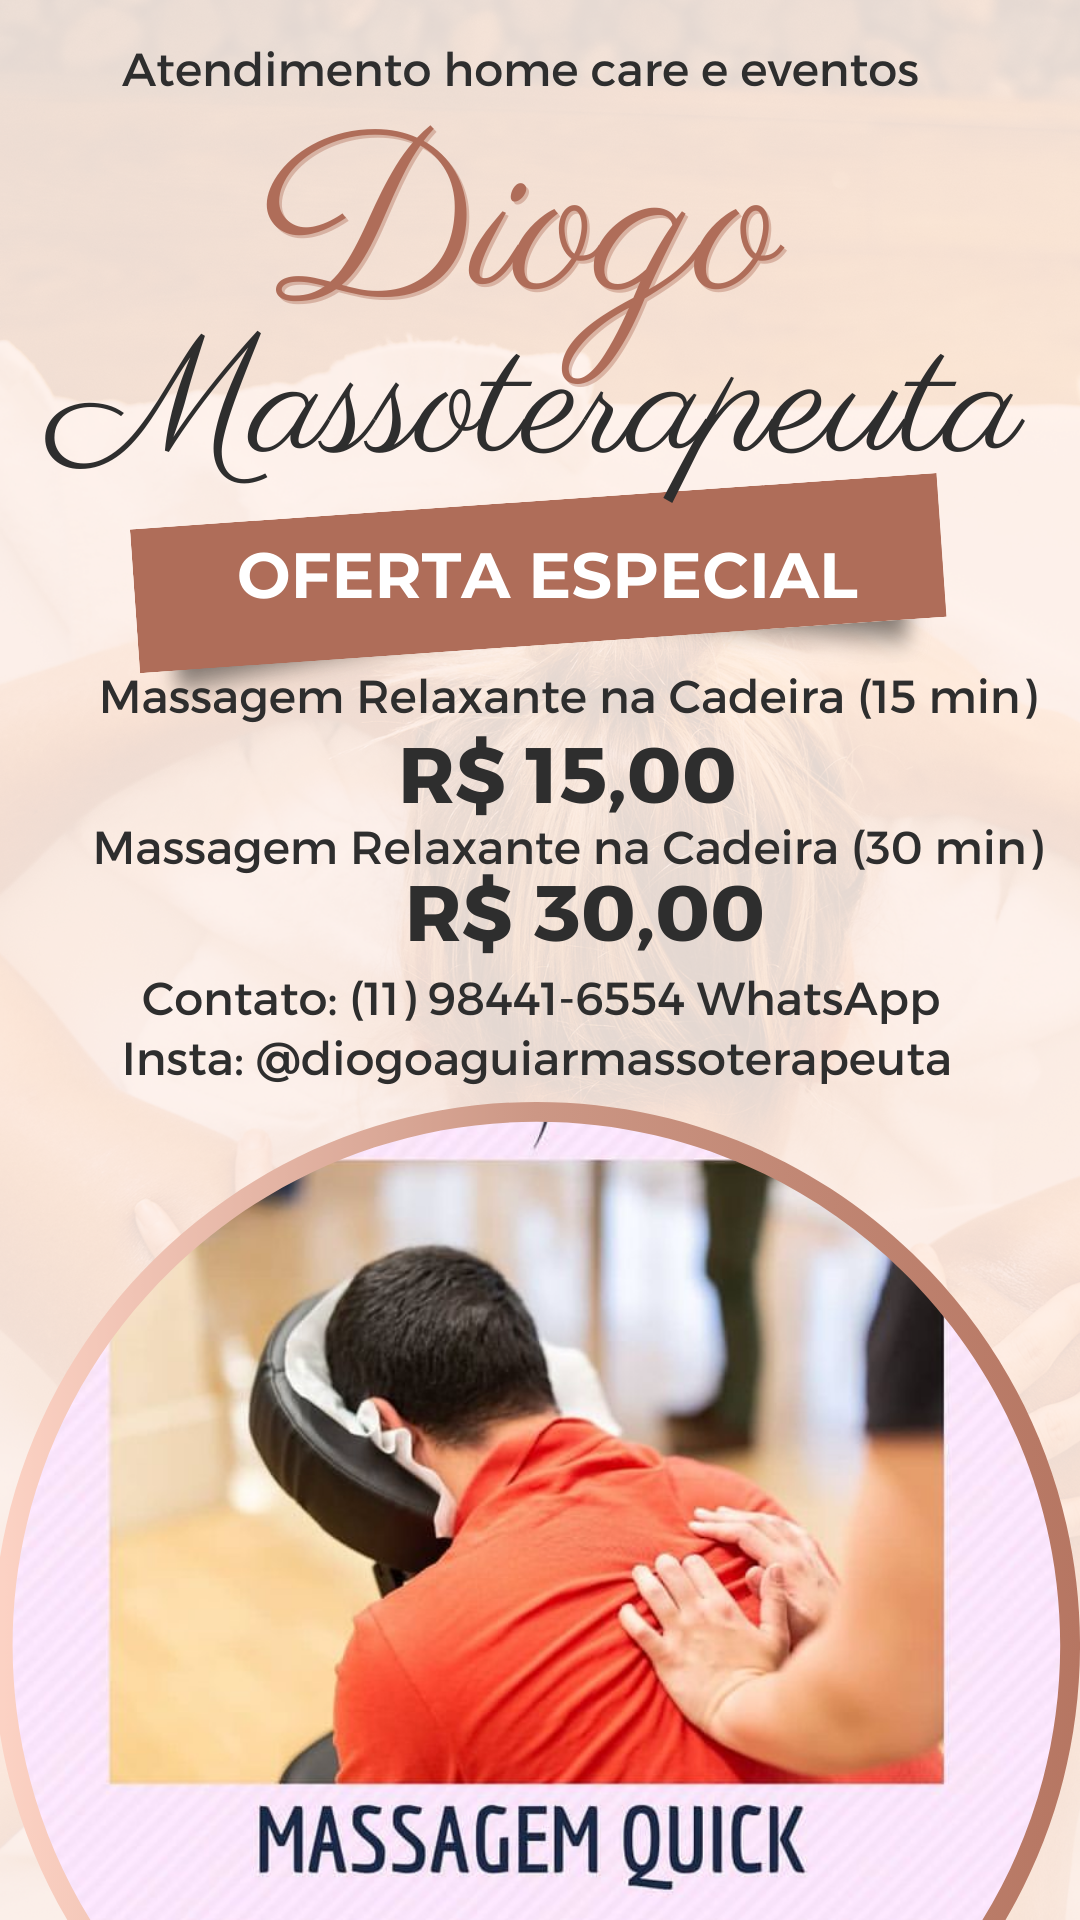 Atendimento home care e eventos
Diogo
Massoterapeuta
OFERTA ESPECIAL
Massagem Relaxante na Cadeira (15 min)
R$ 15,00
Massagem Relaxante na Cadeira (30 min)
R$ 30,00
Contato: (11) 98441-6554 WhatsApp
Insta: @diogoaguiarmassoterapeuta
MASSAGEM QUICK